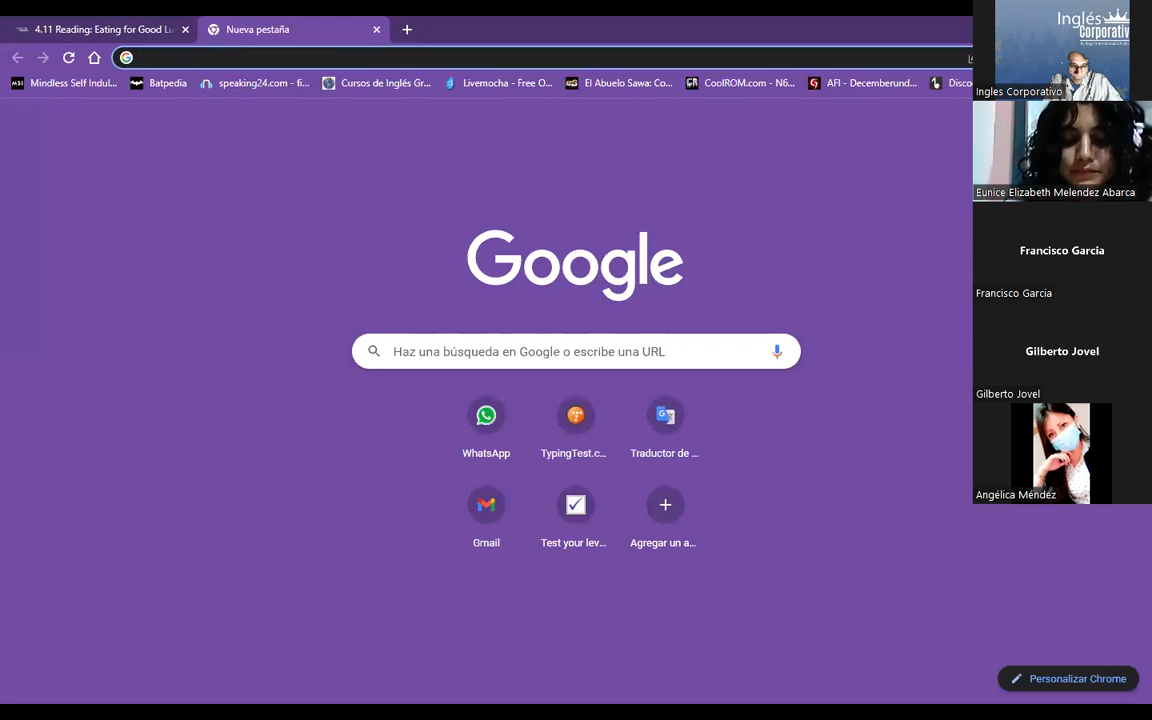 4.11 Reading: Eating for Good Lu
Nueva pestaña
Mindless Self Indul...
Batpedia
speaking24.com - fi...
Cursos de Inglés Gr...
Livemocha - Free O...
El Abuelo Sawa: Co...
CoolROM.com - N6...
AFI - Decemberund...
Disco
Google
Haz una búsqueda en Google o escribe una URL
WhatsApp
TypingTest.c...
Traductor de ...
Gmail
Test your lev...
Agregar un a...
Personalizar Chrome
Inglés
Corporativ
Ingles Corporativo
Eunice Elizabeth Melendez Abarca
Francisco Garcia
Francisco Garcia
Gilberto Jovel
Gilberto Jovel
Angélica Méndez